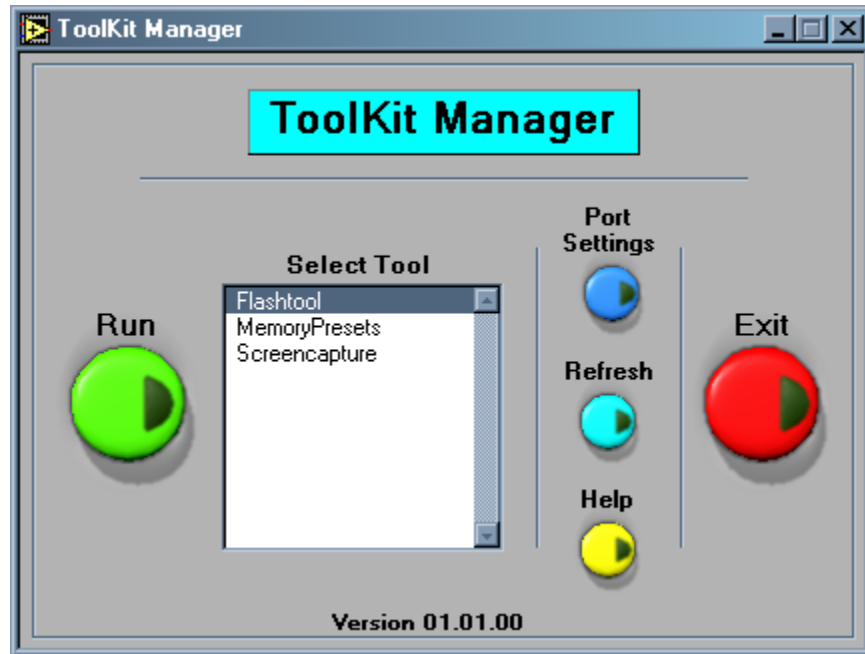 ToolKit Manager
ToolKit Manager
Port
Settings
Select Tool
Flashtool
MemoryPresets
Screencapture
Run
Exit
Refresh
Help
Version 01.01.00